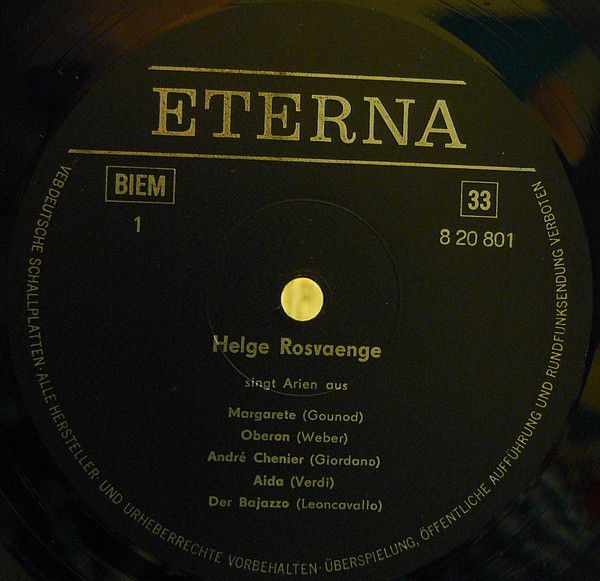 ETERNA
BIEM
33
1
8 20 801
Helge Rosvaenge
singt Arien aus
Margarete (Gounod)
Oberon (Weber)
André Chenier (Giordano)
Aida (Verdi)
Der Bajazzo (Leoncavallo)
VEB DEUTSCHE SCHALLPLATTEN · ALLE HERSTELLER- UND URHEBERRECHTE VORBEHALTEN · ÜBERSPIELUNG, ÖFFENTLICHE AUFFÜHRUNG UND RUNDFUNKSENDUNG VERBOTEN